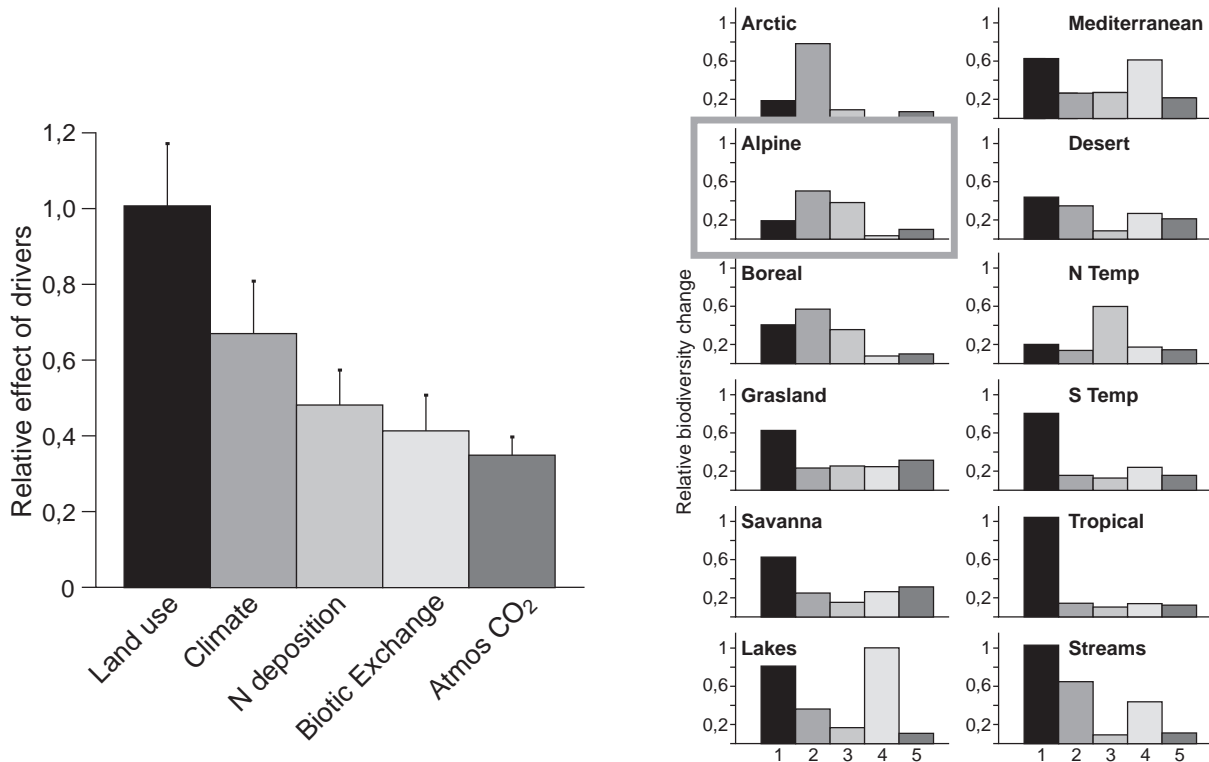 Relative effect of drivers
1,2
1,0
0,8
0,6
0,4
0,2
0
Land use
Climate
N deposition
Biotic Exchange
Atmos CO₂
Relative biodiversity change
Arctic
1
0,6
0,2
Mediterranean
1
0,6
0,2
Alpine
1
0,6
0,2
Desert
1
0,6
0,2
Boreal
1
0,6
0,2
N Temp
1
0,6
0,2
Grasland
1
0,6
0,2
S Temp
1
0,6
0,2
Savanna
1
0,6
0,2
Tropical
1
0,6
0,2
Lakes
1
0,6
0,2
Streams
1
0,6
0,2
1 2 3 4 5
1 2 3 4 5